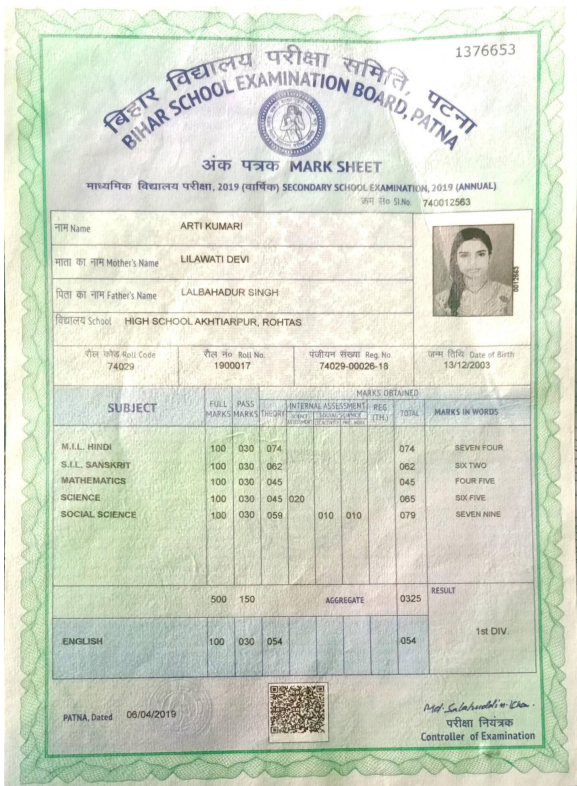 1376653
बिहार विद्यालय परीक्षा समिति, पटना
BIHAR SCHOOL EXAMINATION BOARD, PATNA
अंक पत्रक MARK SHEET
माध्यमिक विद्यालय परीक्षा, 2019 (वार्षिक) SECONDARY SCHOOL EXAMINATION, 2019 (ANNUAL)
क्रम सं० Sl.No. 740012563
नाम Name ARTI KUMARI
माता का नाम Mother's Name LILAWATI DEVI
पिता का नाम Father's Name LALBAHADUR SINGH
0012563
विद्यालय School HIGH SCHOOL AKHTIARPUR, ROHTAS
रौल कोड Roll Code रौल नं० Roll No. पंजीयन संख्या Reg. No. जन्म तिथि Date of Birth
74029 1900017 74029-00026-18 13/12/2003
MARKS OBTAINED
SUBJECT FULL MARKS PASS MARKS THEORY INTERNAL ASSESSMENT REG. (TH.) TOTAL MARKS IN WORDS
M.I.L. HINDI 100 030 074 074 SEVEN FOUR
S.I.L. SANSKRIT 100 030 062 062 SIX TWO
MATHEMATICS 100 030 045 045 FOUR FIVE
SCIENCE 100 030 045 020 065 SIX FIVE
SOCIAL SCIENCE 100 030 059 010 010 079 SEVEN NINE
500 150 AGGREGATE 0325 RESULT
ENGLISH 100 030 054 054 1st DIV.
PATNA, Dated 06/04/2019
Md. Salahuddin Khan.
परीक्षा नियंत्रक
Controller of Examination